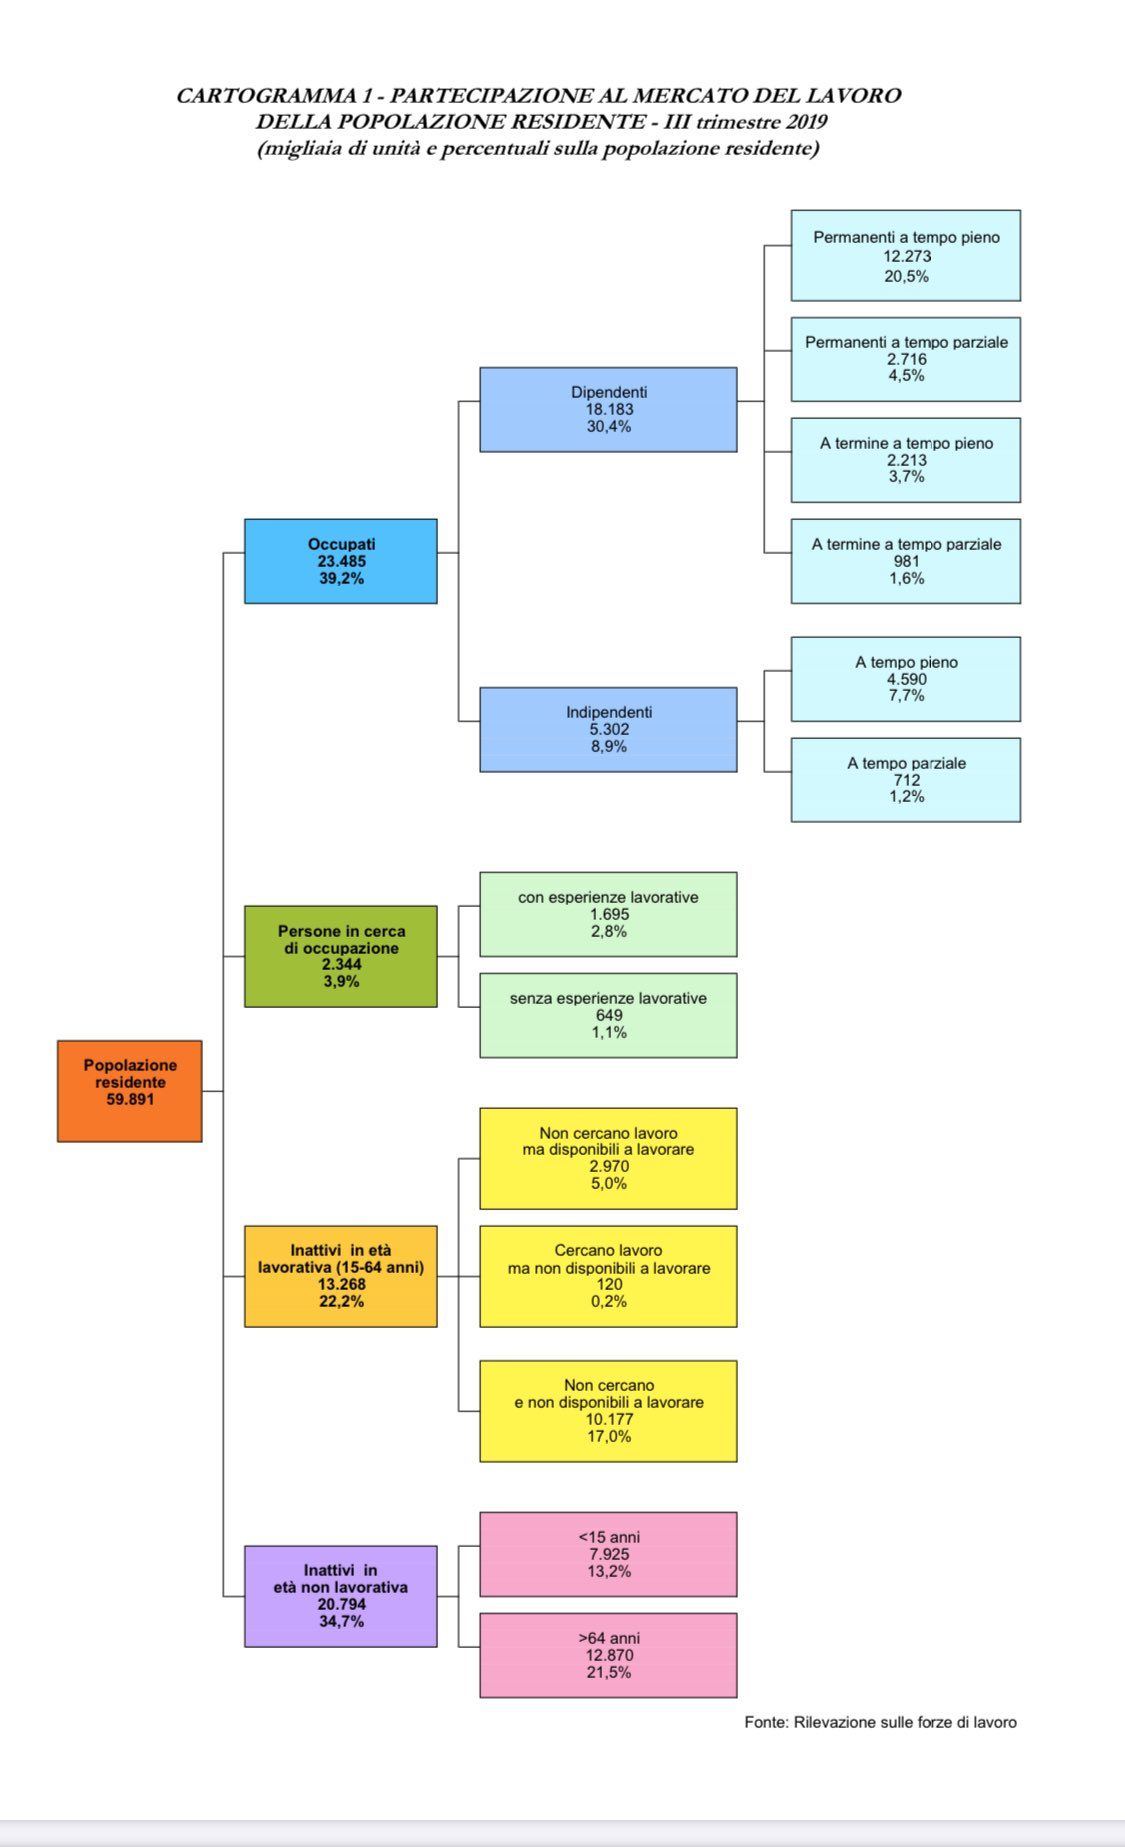 CARTOGRAMMA 1 - PARTECIPAZIONE AL MERCATO DEL LAVORO
DELLA POPOLAZIONE RESIDENTE - III trimestre 2019
(migliaia di unità e percentuali sulla popolazione residente)
Popolazione
residente
59.891
Occupati
23.485
39,2%
Dipendenti
18.183
30,4%
Permanenti a tempo pieno
12.273
20,5%
Permanenti a tempo parziale
2.716
4,5%
A termine a tempo pieno
2.213
3,7%
A termine a tempo parziale
981
1,6%
Indipendenti
5.302
8,9%
A tempo pieno
4.590
7,7%
A tempo parziale
712
1,2%
Persone in cerca
di occupazione
2.344
3,9%
con esperienze lavorative
1.695
2,8%
senza esperienze lavorative
649
1,1%
Inattivi in età
lavorativa (15-64 anni)
13.268
22,2%
Non cercano lavoro
ma disponibili a lavorare
2.970
5,0%
Cercano lavoro
ma non disponibili a lavorare
120
0,2%
Non cercano
e non disponibili a lavorare
10.177
17,0%
Inattivi in
età non lavorativa
20.794
34,7%
<15 anni
7.925
13,2%
>64 anni
12.870
21,5%
Fonte: Rilevazione sulle forze di lavoro